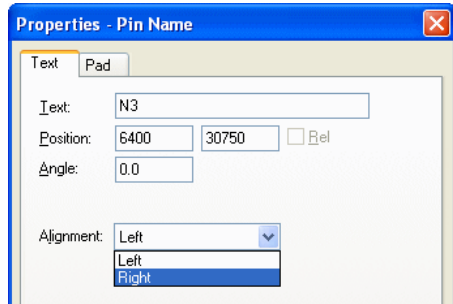 Properties - Pin Name
Text Pad
Text: N3
Position: 6400 30750 Rel
Angle: 0.0
Alignment: Left
Left
Right